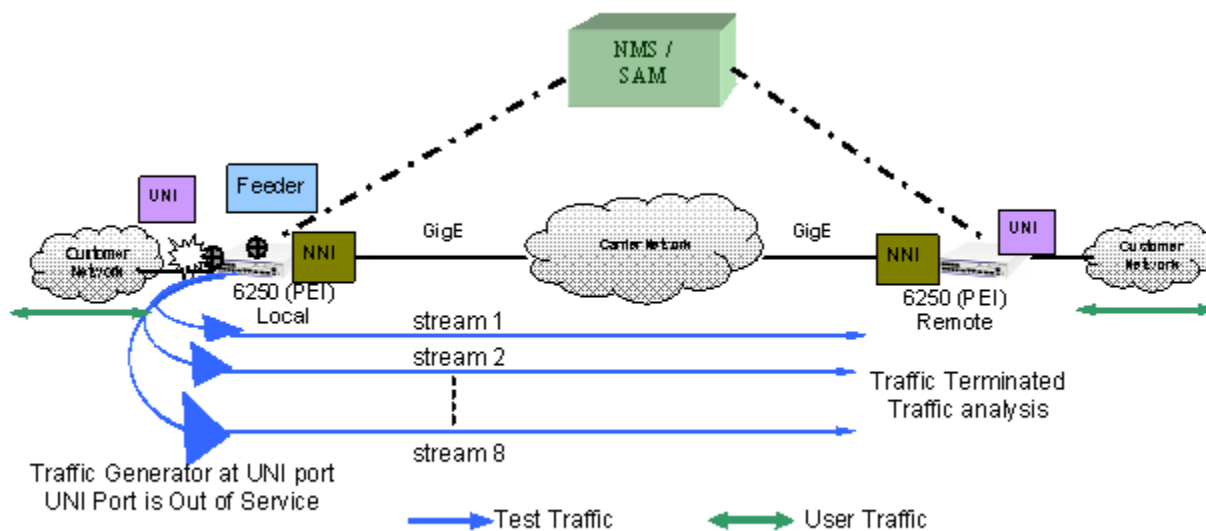 NMS /
SAM
UNI
Feeder
UNI
Customer
Network
NNI
GigE
Carrier Network
GigE
NNI
Customer
Network
6250 (PEI)
Local
6250 (PEI)
Remote
stream 1
stream 2
stream 8
Traffic Terminated
Traffic analysis
Traffic Generator at UNI port
UNI Port is Out of Service
Test Traffic
User Traffic